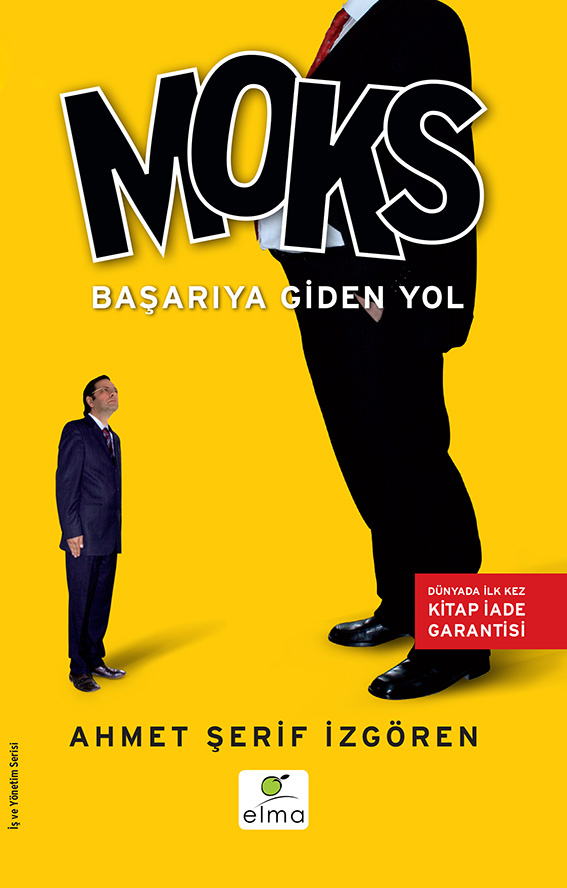 MOKS
BAŞARIYA GİDEN YOL
DÜNYADA İLK KEZ
KİTAP İADE
GARANTİSİ
AHMET ŞERİF İZGÖREN
elma
İş ve Yönetim Serisi